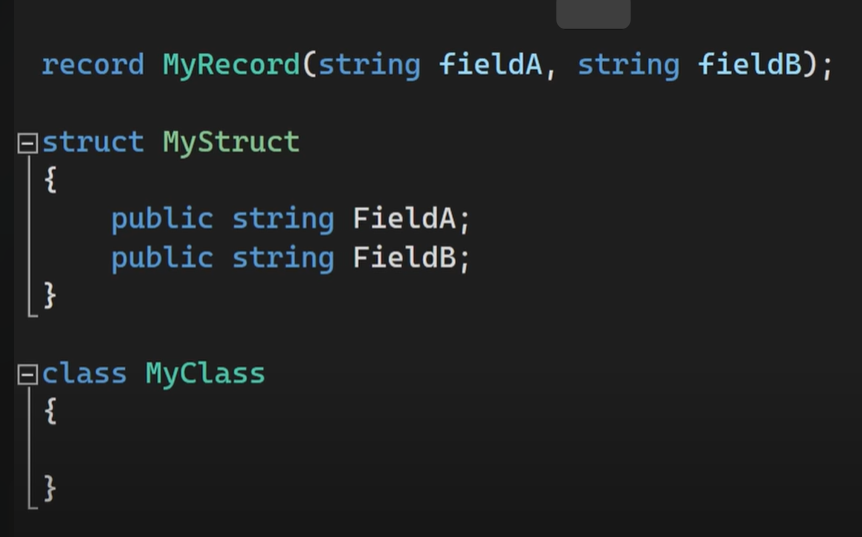 record MyRecord(string fieldA, string fieldB);
struct MyStruct
{
public string FieldA;
public string FieldB;
}
class MyClass
{
}